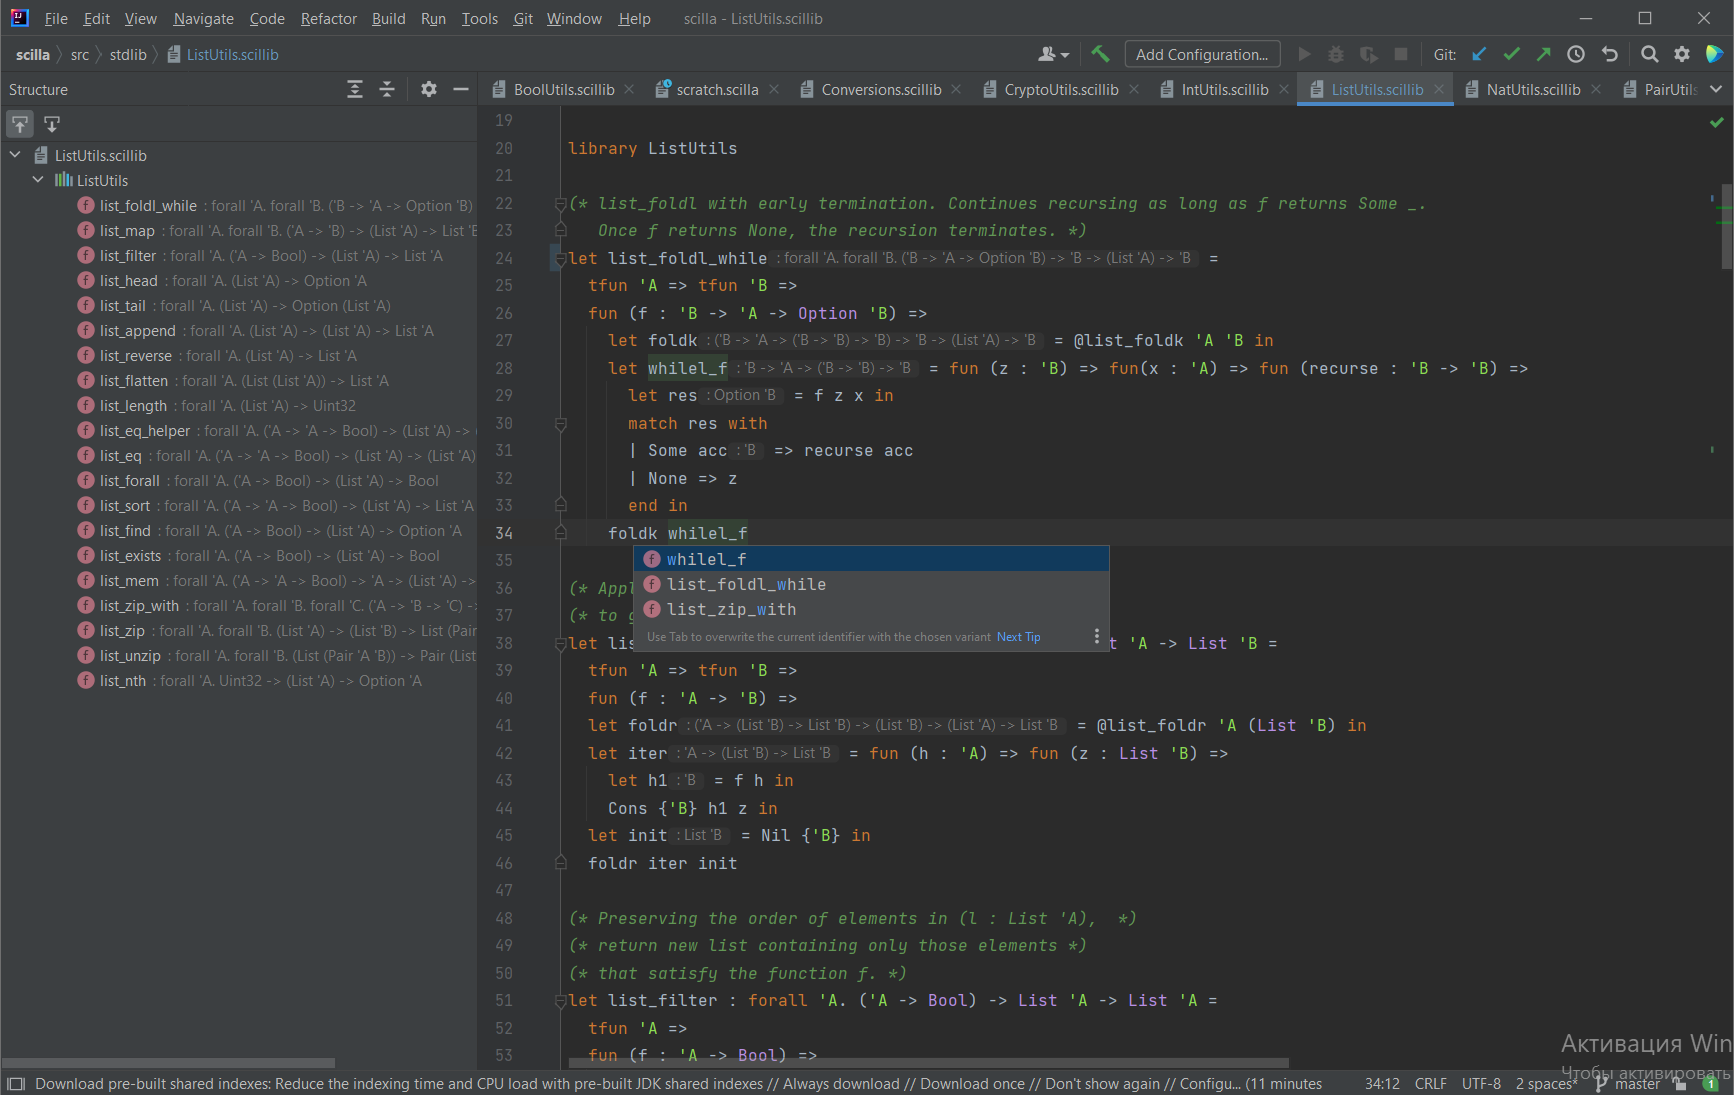 File Edit View Navigate Code Refactor Build Run Tools Git Window Help scilla - ListUtils.scillib
scilla src stdlib ListUtils.scillib Add Configuration... Git:
Structure
BoolUtils.scillib scratch.scilla Conversions.scillib CryptoUtils.scillib IntUtils.scillib ListUtils.scillib NatUtils.scillib PairUtils
ListUtils.scillib
ListUtils
list_foldl_while : forall 'A. forall 'B. ('B -> 'A -> Option 'B)
list_map : forall 'A. forall 'B. ('A -> 'B) -> (List 'A) -> List 'B
list_filter : forall 'A. ('A -> Bool) -> (List 'A) -> List 'A
list_head : forall 'A. (List 'A) -> Option 'A
list_tail : forall 'A. (List 'A) -> Option (List 'A)
list_append : forall 'A. (List 'A) -> (List 'A) -> List 'A
list_reverse : forall 'A. (List 'A) -> List 'A
list_flatten : forall 'A. (List (List 'A)) -> List 'A
list_length : forall 'A. (List 'A) -> Uint32
list_eq_helper : forall 'A. ('A -> 'A -> Bool) -> (List 'A) -> (
list_eq : forall 'A. ('A -> 'A -> Bool) -> (List 'A) -> (List 'A)
list_forall : forall 'A. ('A -> Bool) -> (List 'A) -> Bool
list_sort : forall 'A. ('A -> 'A -> Bool) -> (List 'A) -> List 'A
list_find : forall 'A. ('A -> Bool) -> (List 'A) -> Option 'A
list_exists : forall 'A. ('A -> Bool) -> (List 'A) -> Bool
list_mem : forall 'A. ('A -> 'A -> Bool) -> 'A -> (List 'A) ->
list_zip_with : forall 'A. forall 'B. forall 'C. ('A -> 'B -> 'C) -
list_zip : forall 'A. forall 'B. (List 'A) -> (List 'B) -> List (Pair
list_unzip : forall 'A. forall 'B. (List (Pair 'A 'B)) -> Pair (List
list_nth : forall 'A. Uint32 -> (List 'A) -> Option 'A
19
20 library ListUtils
21
22 (* list_foldl with early termination. Continues recursing as long as f returns Some _.
23 Once f returns None, the recursion terminates. *)
24 let list_foldl_while : forall 'A. forall 'B. ('B -> 'A -> Option 'B) -> 'B -> (List 'A) -> 'B =
25 tfun 'A => tfun 'B =>
26 fun (f : 'B -> 'A -> Option 'B) =>
27 let foldk : ('B -> 'A -> ('B -> 'B) -> 'B) -> 'B -> (List 'A) -> 'B = @list_foldk 'A 'B in
28 let whilel_f : 'B -> 'A -> ('B -> 'B) -> 'B = fun (z : 'B) => fun(x : 'A) => fun (recurse : 'B -> 'B) =>
29 let res : Option 'B = f z x in
30 match res with
31 | Some acc : 'B => recurse acc
32 | None => z
33 end in
34 foldk whilel_f
35
whilel_f
list_foldl_while
list_zip_with
Use Tab to overwrite the current identifier with the chosen variant Next Tip
36 (* Appl
37 (* to g
38 let lis t 'A -> List 'B =
39 tfun 'A => tfun 'B =>
40 fun (f : 'A -> 'B) =>
41 let foldr : ('A -> (List 'B) -> List 'B) -> (List 'B) -> (List 'A) -> List 'B = @list_foldr 'A (List 'B) in
42 let iter : 'A -> (List 'B) -> List 'B = fun (h : 'A) => fun (z : List 'B) =>
43 let h1 : 'B = f h in
44 Cons {'B} h1 z in
45 let init : List 'B = Nil {'B} in
46 foldr iter init
47
48 (* Preserving the order of elements in (l : List 'A), *)
49 (* return new list containing only those elements *)
50 (* that satisfy the function f. *)
51 let list_filter : forall 'A. ('A -> Bool) -> List 'A -> List 'A =
52 tfun 'A =>
53 fun (f : 'A -> Bool) =>
Активация Win
Чтобы активировать
Download pre-built shared indexes: Reduce the indexing time and CPU load with pre-built JDK shared indexes // Always download // Download once // Don't show again // Configu... (11 minutes 34:12 CRLF UTF-8 2 spaces* master 1